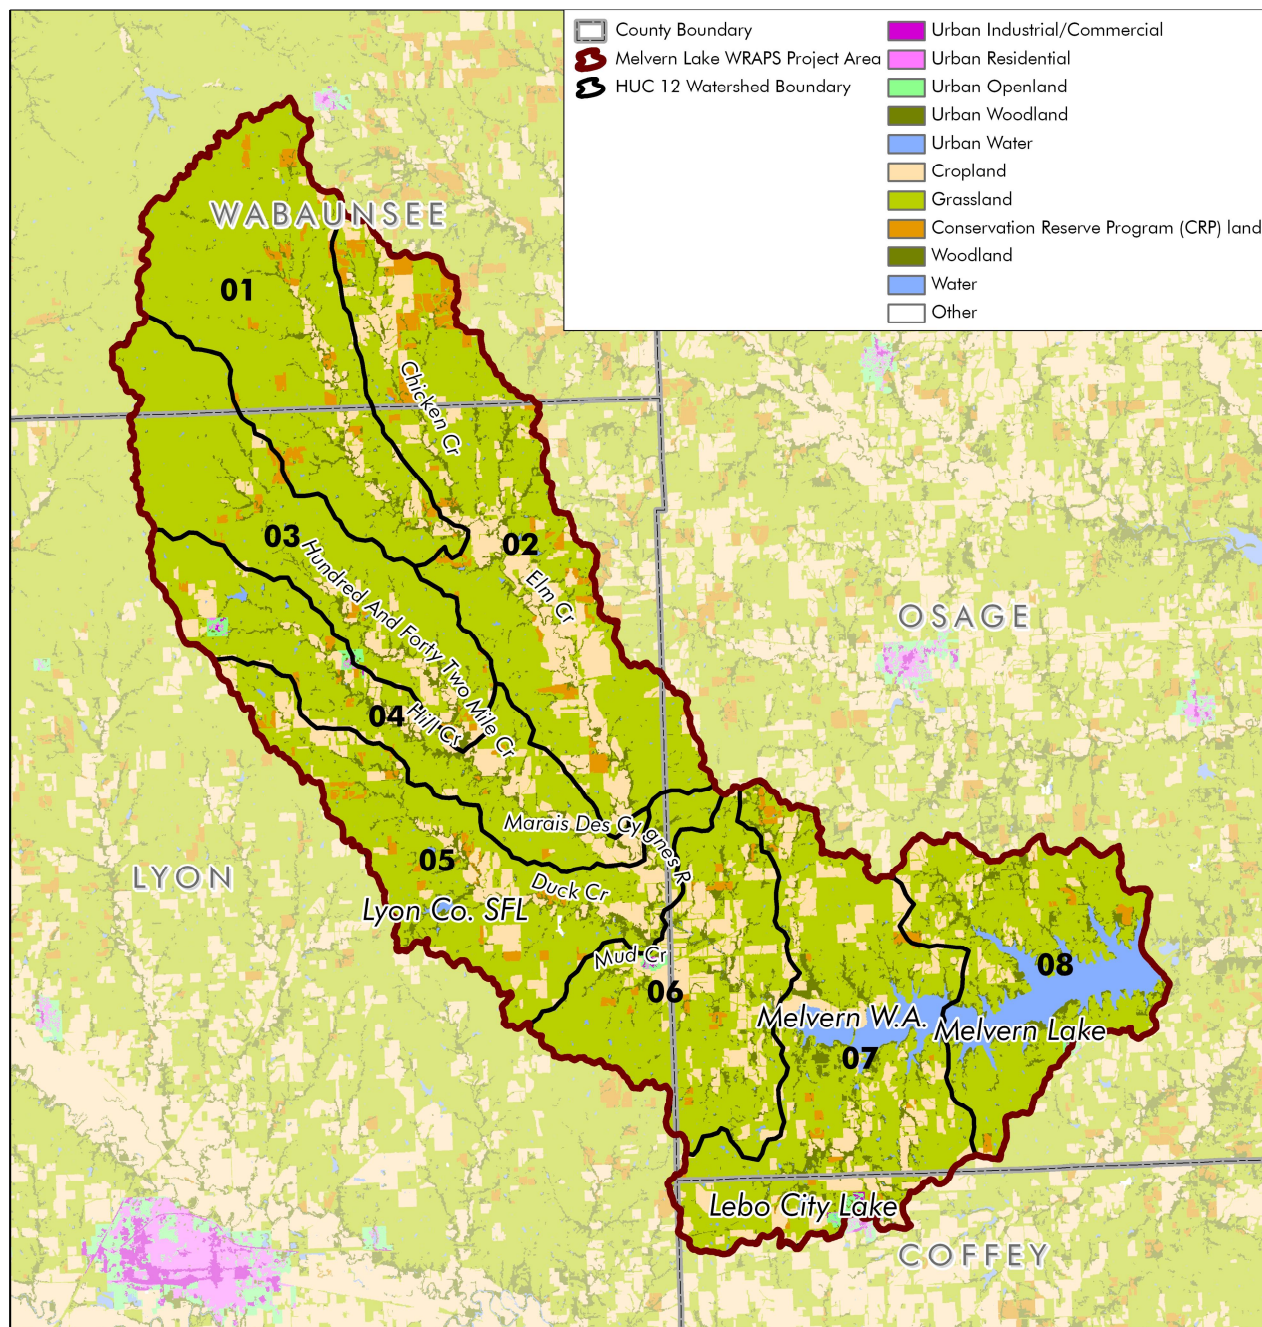 County Boundary
Melvern Lake WRAPS Project Area
HUC 12 Watershed Boundary
Urban Industrial/Commercial
Urban Residential
Urban Openland
Urban Woodland
Urban Water
Cropland
Grassland
Conservation Reserve Program (CRP) land
Woodland
Water
Other
WABAUNSEE
01
Chicken Cr
03
02
Hundred And Forty Two Mile Cr
Elm Cr
OSAGE
04
Hill Cr
Marais Des Cygnes R
05
LYON
Duck Cr
Lyon Co. SFL
Mud Cr
06
08
Melvern W.A.
Melvern Lake
07
Lebo City Lake
COFFEY